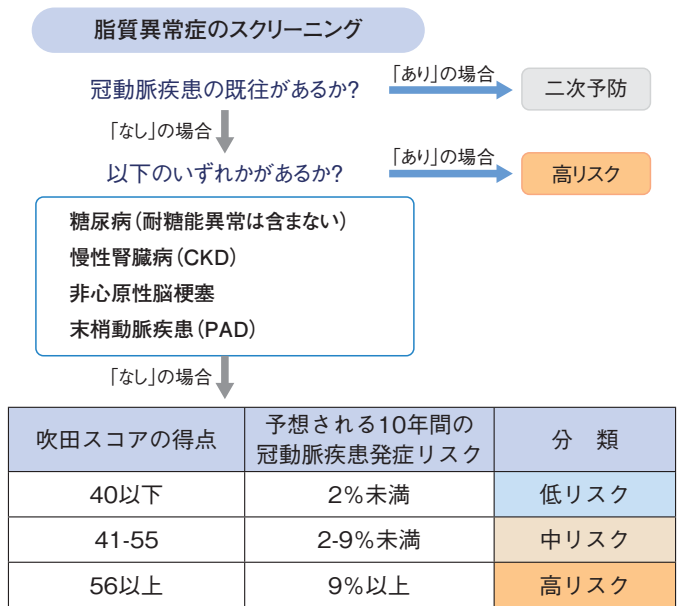 脂質異常症のスクリーニング
冠動脈疾患の既往があるか?
「あり」の場合
二次予防
「なし」の場合
以下のいずれかがあるか?
「あり」の場合
高リスク
糖尿病(耐糖能異常は含まない)
慢性腎臓病(CKD)
非心原性脳梗塞
末梢動脈疾患(PAD)
「なし」の場合
吹田スコアの得点
予想される10年間の
冠動脈疾患発症リスク
分 類
40以下
2%未満
低リスク
41-55
2-9%未満
中リスク
56以上
9%以上
高リスク